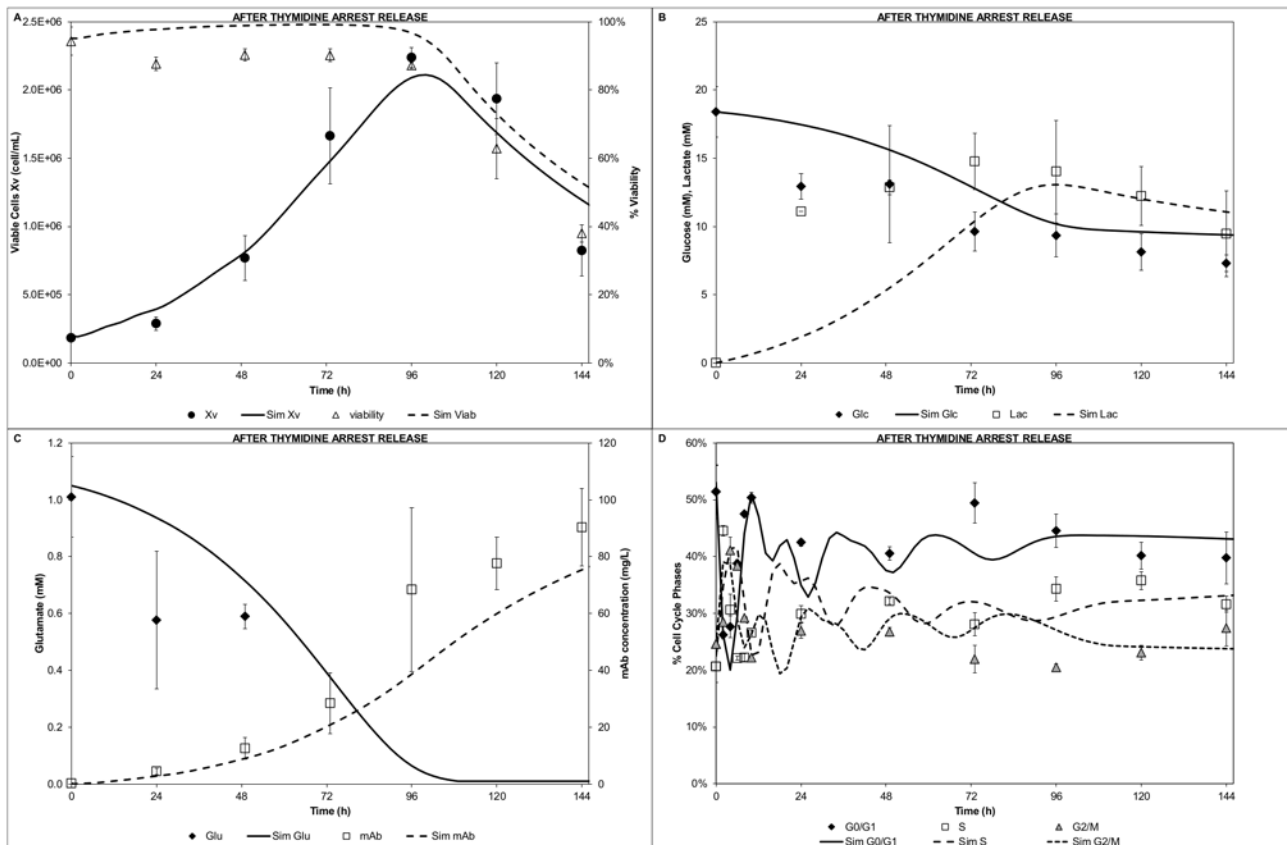 A
AFTER THYMIDINE ARREST RELEASE
2.5E+06
2.0E+06
1.5E+06
1.0E+06
5.0E+05
0.0E+00
Viable Cells Xv (cell/mL)
100%
80%
60%
40%
20%
0%
% Viability
0 24 48 72 96 120 144
Time (h)
Xv Sim Xv viability Sim Viab
B
AFTER THYMIDINE ARREST RELEASE
25
20
15
10
5
0
Glucose (mM), Lactate (mM)
0 24 48 72 96 120 144
Time (h)
Glc Sim Glc Lac Sim Lac
C
AFTER THYMIDINE ARREST RELEASE
1.2
1.0
0.8
0.6
0.4
0.2
0.0
Glutamate (mM)
120
100
80
60
40
20
0
mAb concentration (mg/L)
0 24 48 72 96 120 144
Time (h)
Glu Sim Glu mAb Sim mAb
D
AFTER THYMIDINE ARREST RELEASE
60%
50%
40%
30%
20%
10%
0%
% Cell Cycle Phases
0 24 48 72 96 120 144
Time (h)
G0/G1 S G2/M
Sim G0/G1 Sim S Sim G2/M